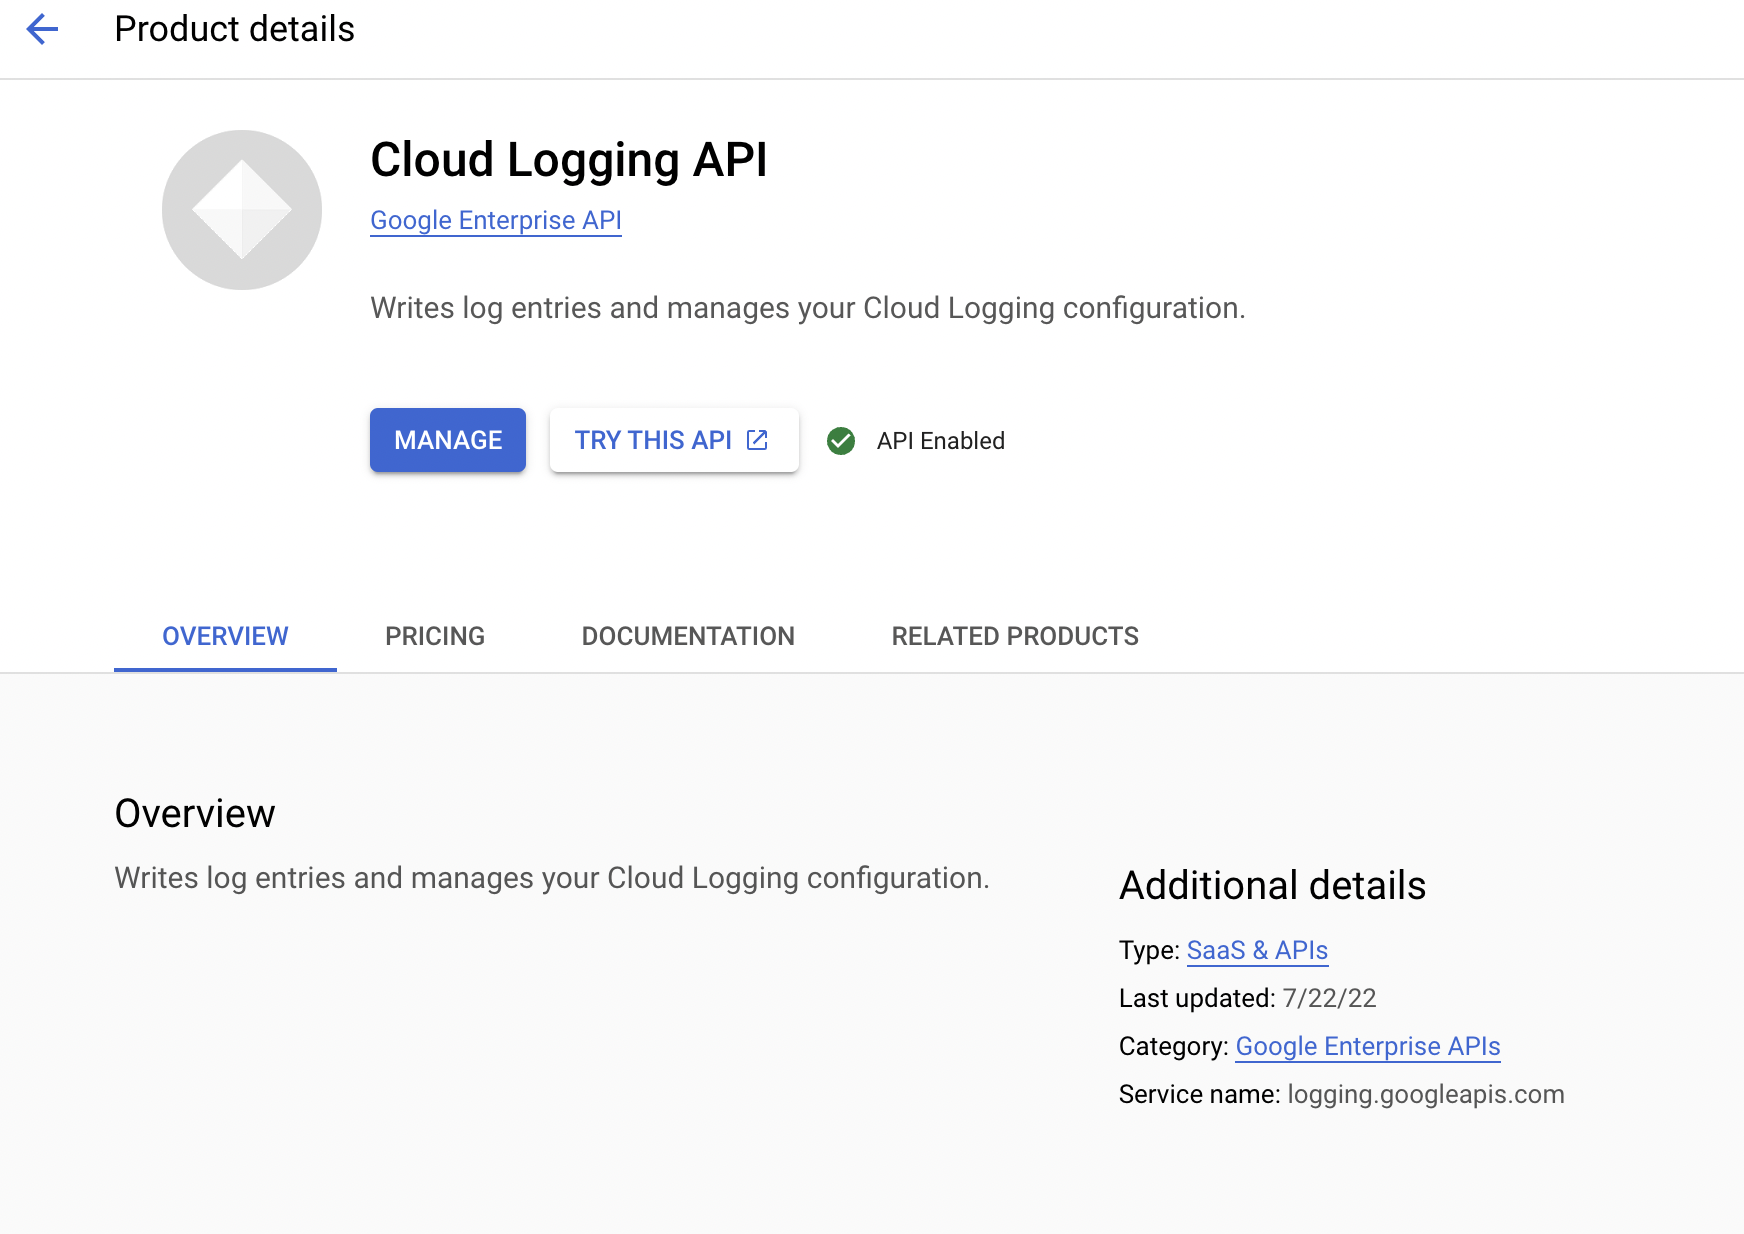 Product details
Cloud Logging API
Google Enterprise API
Writes log entries and manages your Cloud Logging configuration.
MANAGE
TRY THIS API
API Enabled
OVERVIEW
PRICING
DOCUMENTATION
RELATED PRODUCTS
Overview
Writes log entries and manages your Cloud Logging configuration.
Additional details
Type: SaaS & APIs
Last updated: 7/22/22
Category: Google Enterprise APIs
Service name: logging.googleapis.com